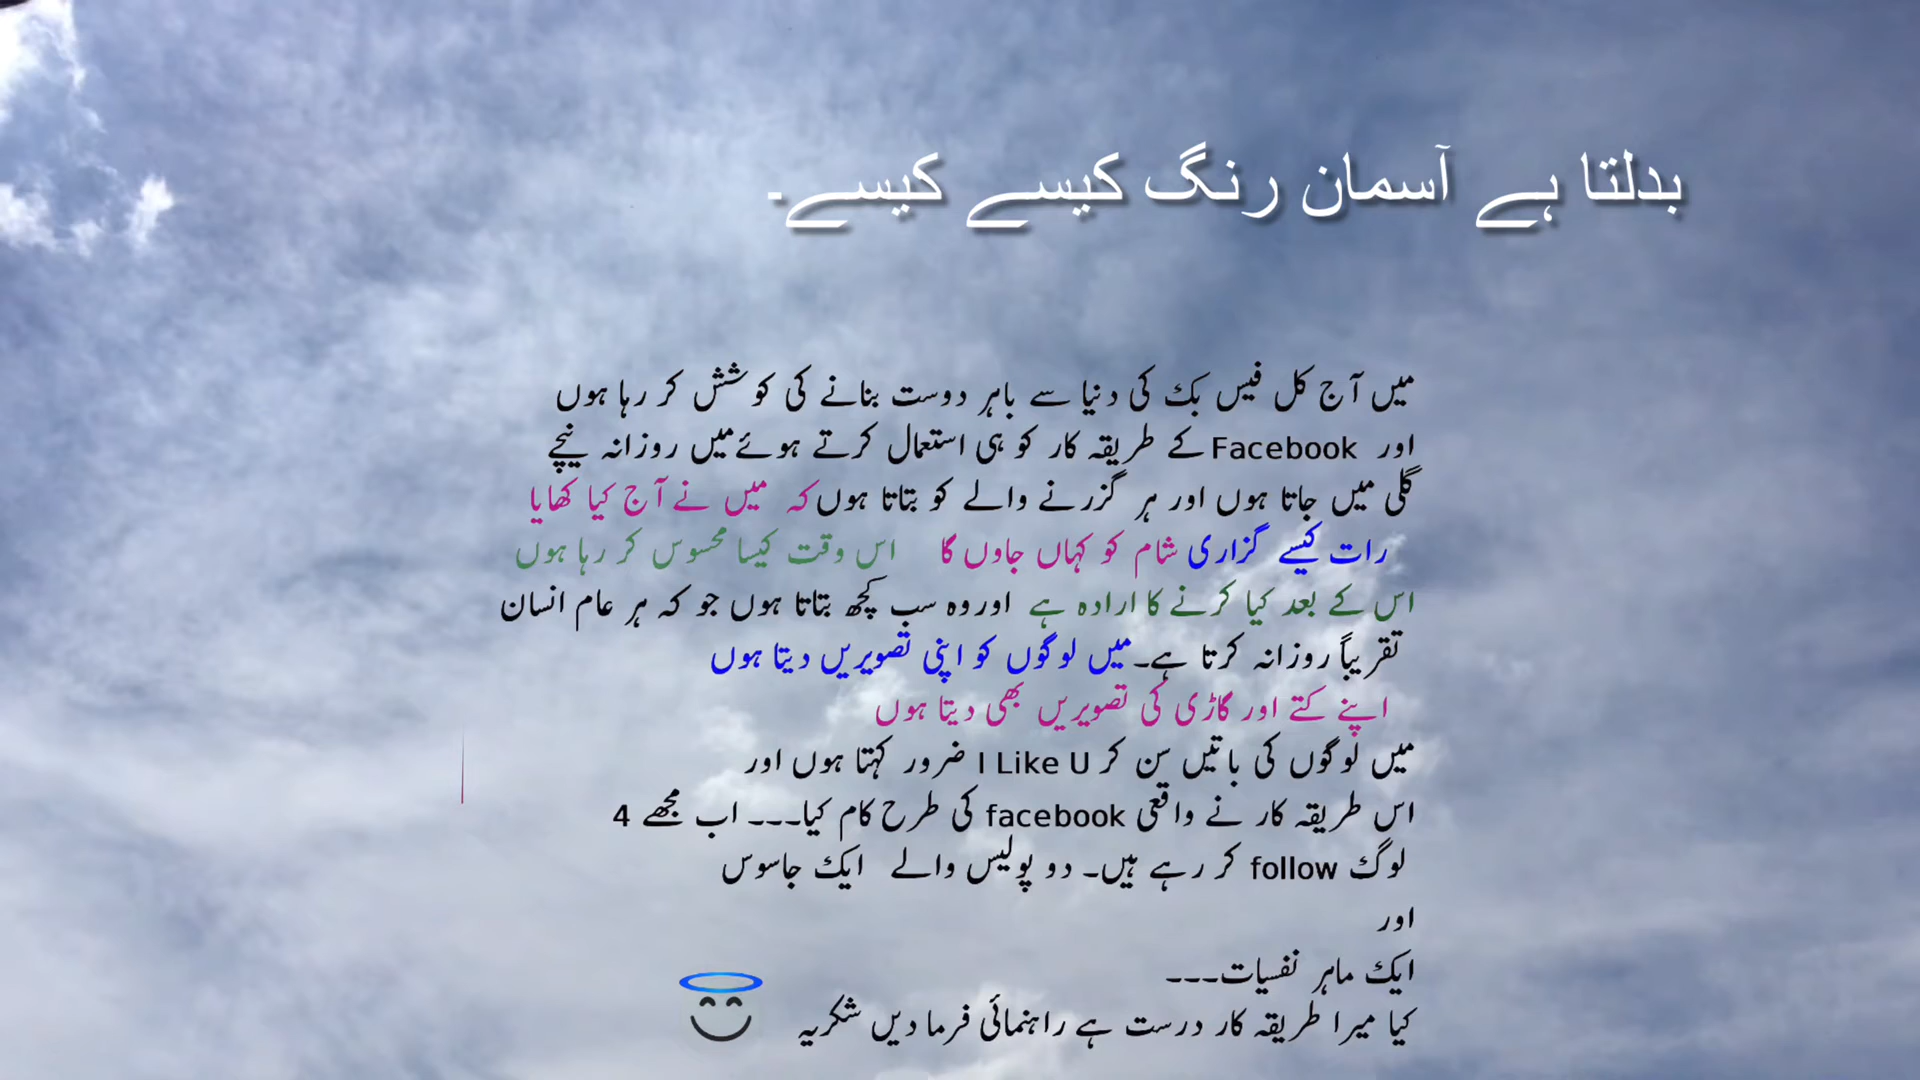 بدلتا ہے آسمان رنگ کیسے کیسے۔
میں آج کل فیس بک کی دنیا سے باہر دوست بنانے کی کوشش کر رہا ہوں
اور Facebook کے طریقہ کار کو ہی استعمال کرتے ہوئے میں روزانہ نیچے
گلی میں جاتا ہوں اور ہر گزرنے والے کو بتاتا ہوں کہ میں نے آج کیا کھایا
رات کیسے گزاری شام کو کہاں جاوں گا اس وقت کیسا محسوس کر رہا ہوں
اس کے بعد کیا کرنے کا ارادہ ہے اور وہ سب کچھ بتاتا ہوں جو کہ ہر عام انسان
تقریباً روزانہ کرتا ہے۔ میں لوگوں کو اپنی تصویریں دیتا ہوں
اپنے کتے اور گاڑی کی تصویریں بھی دیتا ہوں
میں لوگوں کی باتیں سن کر I Like U ضرور کہتا ہوں اور
اس طریقہ کار نے واقعی facebook کی طرح کام کیا۔۔۔ اب مجھے 4
لوگ follow کر رہے ہیں۔ دو پولیس والے ایک جاسوس
اور
ایک ماہر نفسیات۔۔۔
کیا میرا طریقہ کار درست ہے راہنمائی فرما دیں شکریہ